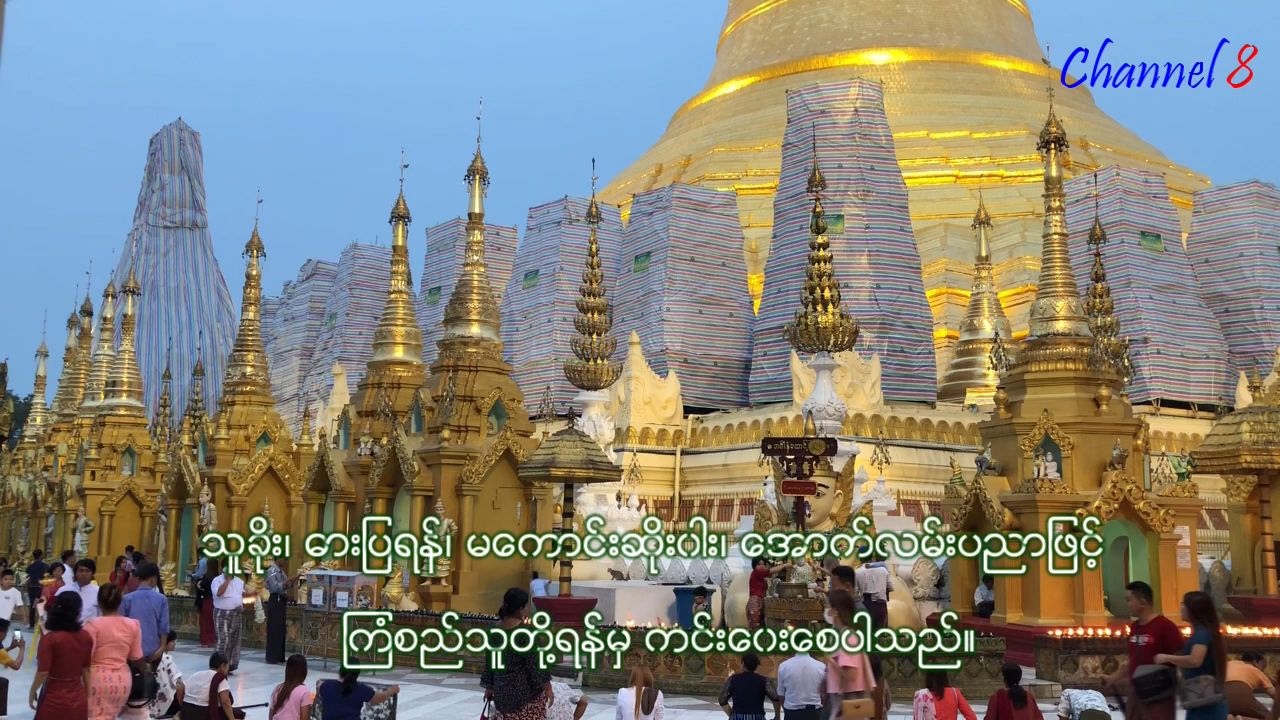 Channel 8
သူခိုး၊ ဓားပြရန်၊ မကောင်းဆိုးဝါး၊ အောက်လမ်းပညာဖြင့်
ကြံစည်သူတို့ရန်မှ ကင်းဝေးစေပါသည်။